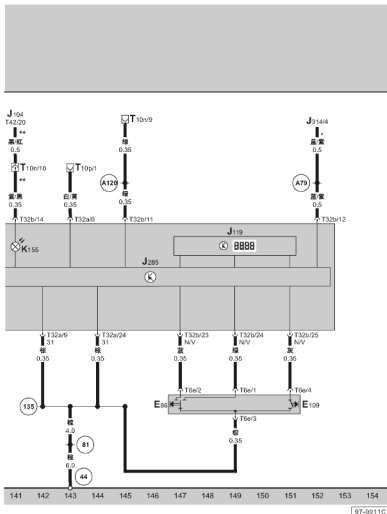 J104
T42/20
**
黑/红
0.5
T10n/10
**
紫/黑
0.35
T32b/14
K155
T10p/1
白/黄
0.35
T32a/6
T10n/9
绿
0.35
A120
绿
0.35
T32b/11
J314/4
*
蓝/紫
0.5
A79
蓝/紫
0.5
T32b/12
J119
K
8888
J285
K
T32a/9
31
棕
0.35
T32a/24
31
棕
0.35
T32b/23
N/V
蓝
0.35
T32b/24
N/V
绿
0.35
T32b/25
N/V
灰
0.35
T6e/2
T6e/1
T6e/4
E86
E109
T6e/3
棕
0.35
135
棕
4.0
81
棕
6.0
44
141 142 143 144 145 146 147 148 149 150 151 152 153 154
97-0011C